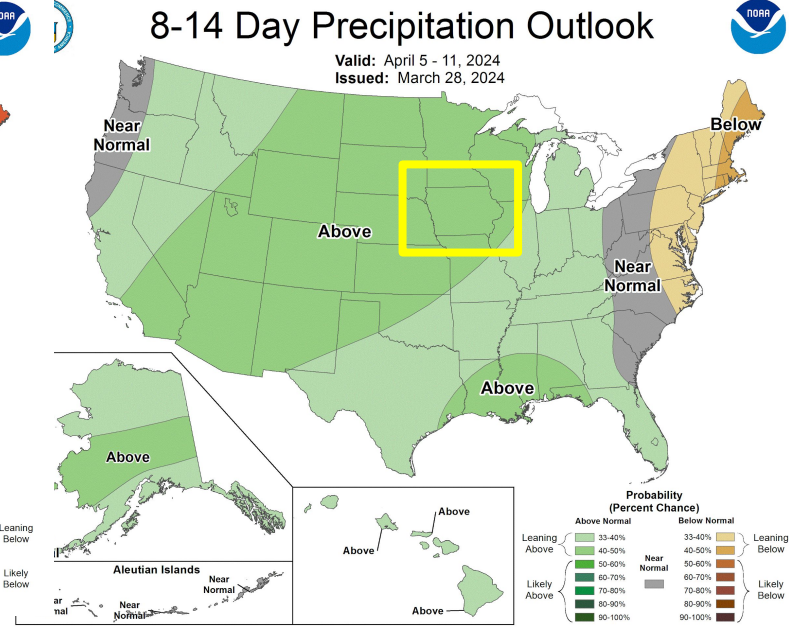 NOAA
8-14 Day Precipitation Outlook
Valid: April 5 - 11, 2024
Issued: March 28, 2024
NOAA
Near
Normal
Below
Above
Near
Normal
Above
Above
Above
Above
Above
Aleutian Islands
Near
Normal
Near
Normal
Probability
(Percent Chance)
Above Normal Below Normal
Leaning
Above
33-40% 33-40%
40-50% 40-50%
Leaning
Below
Near
Normal
Likely
Above
50-60% 50-60%
60-70% 60-70%
70-80% 70-80%
80-90% 80-90%
90-100% 90-100%
Likely
Below
Leaning
Below
Likely
Below